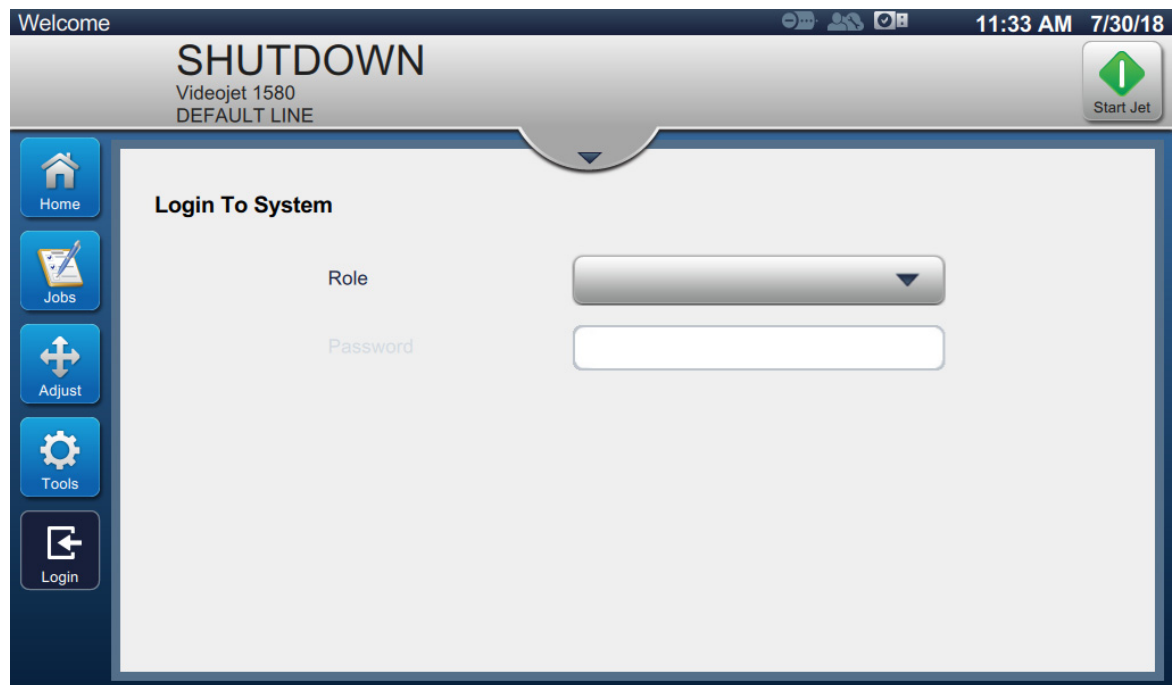 Welcome
11:33 AM 7/30/18
SHUTDOWN
Videojet 1580
DEFAULT LINE
Start Jet
Home
Jobs
Adjust
Tools
Login
Login To System
Role
Password